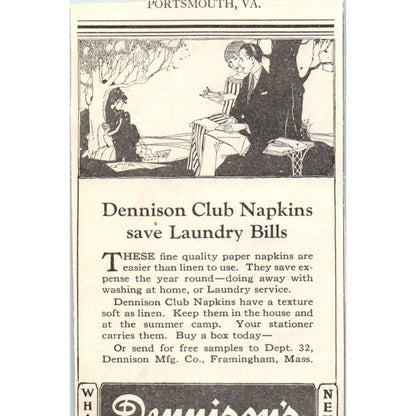 PORTSMOUTH, VA.
Dennison Club Napkins
save Laundry Bills
THESE fine quality paper napkins are
easier than linen to use. They save ex-
pense the year round—doing away with
washing at home, or Laundry service.
Dennison Club Napkins have a texture
soft as linen. Keep them in the house and
at the summer camp. Your stationer
carries them. Buy a box today—
Or send for free samples to Dept. 32,
Dennison Mfg. Co., Framingham, Mass.
WHA
Dennison's
NE